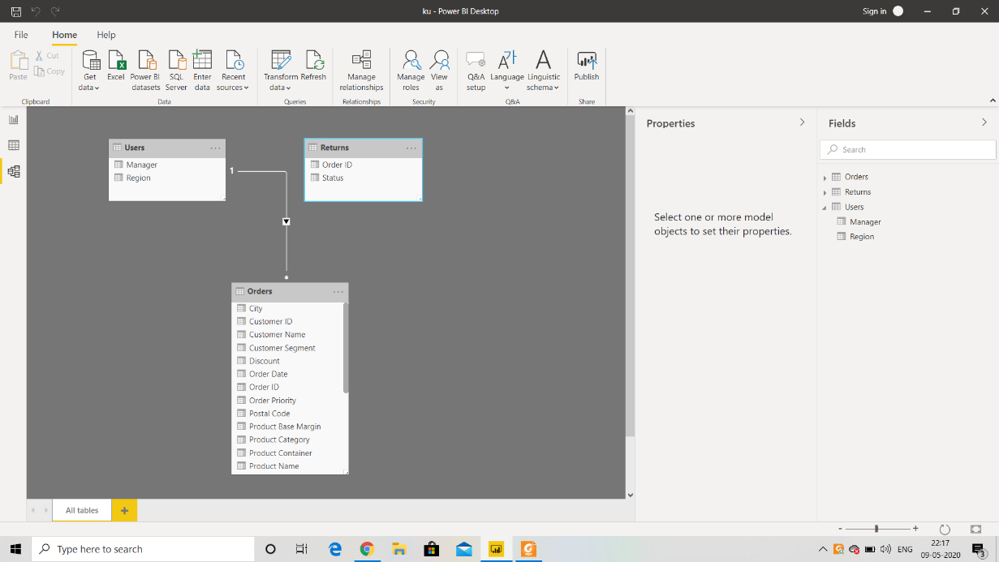 ku - Power BI Desktop
Sign in
File Home Help
Paste
Cut
Copy
Get data
Excel
Power BI datasets
SQL Server
Enter data
Recent sources
Transform data
Refresh
Manage relationships
Manage roles
View as
Q&A setup
Language
Linguistic schema
Publish
Clipboard
Data
Queries
Relationships
Security
Q&A
Share
Users
Manager
Region
1
Returns
Order ID
Status
Orders
City
Customer ID
Customer Name
Customer Segment
Discount
Order Date
Order ID
Order Priority
Postal Code
Product Base Margin
Product Category
Product Container
Product Name
Properties
Select one or more model
objects to set their properties.
Fields
Search
Orders
Returns
Users
Manager
Region
All tables
Type here to search
ENG
22:17
09-05-2020
3